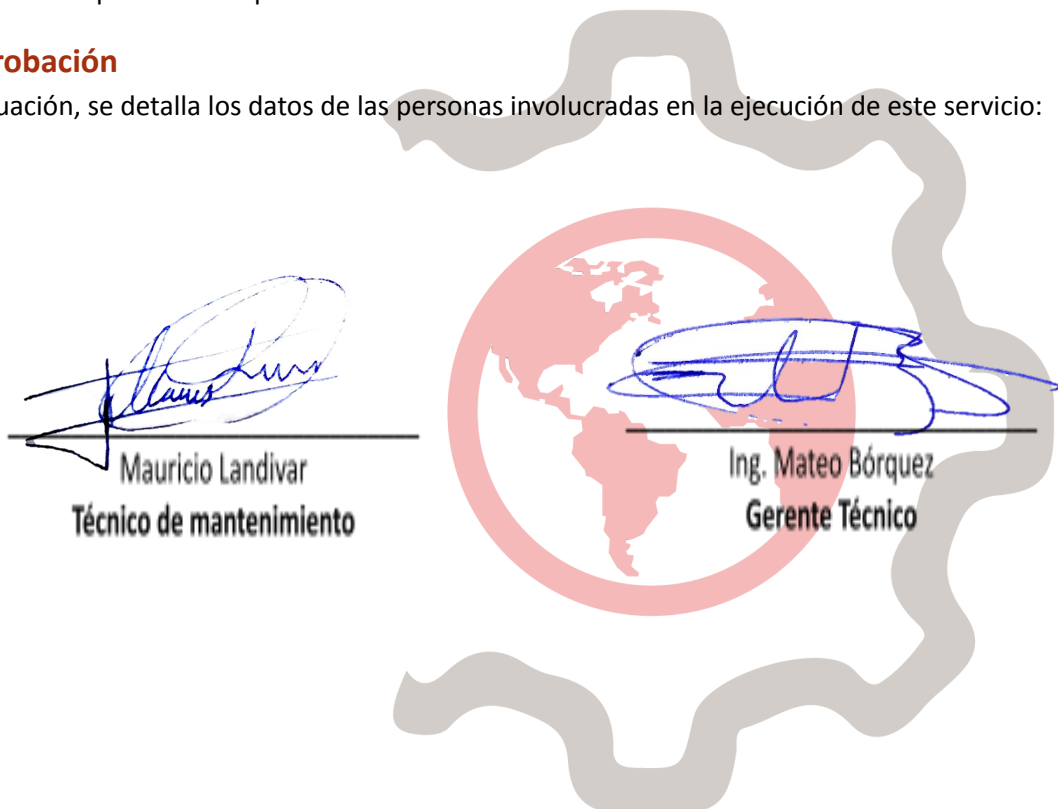 robación
uación, se detalla los datos de las personas involucradas en la ejecución de este servicio:
Mauricio Landivar
Técnico de mantenimiento
Ing. Mateo Bórquez
Gerente Técnico